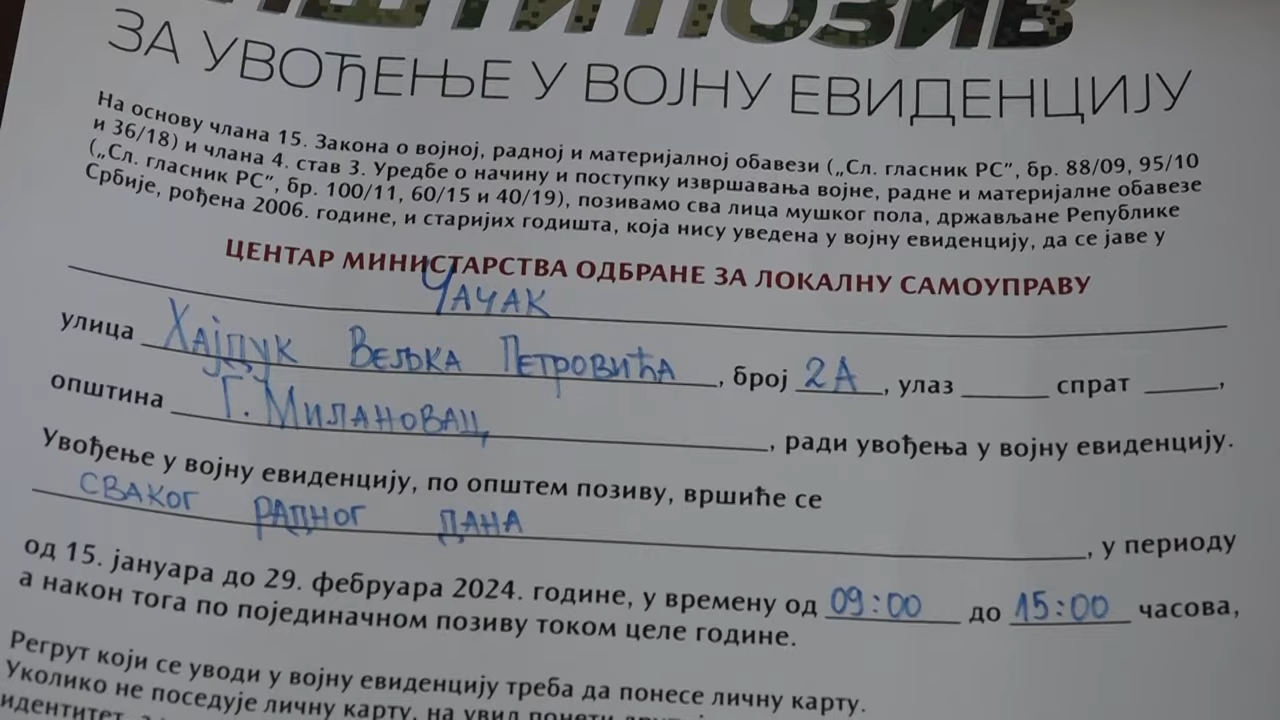 ОПШТИ ПОЗИВ
ЗА УВОЂЕЊЕ У ВОЈНУ ЕВИДЕНЦИЈУ
На основу члана 15. Закона о војној, радној и материјалној обавези („Сл. гласник РС”, бр. 88/09, 95/10
и 36/18) и члана 4. став 3. Уредбе о начину и поступку извршавања војне, радне и материјалне обавезе
(„Сл. гласник РС”, бр. 100/11, 60/15 и 40/19), позивамо сва лица мушког пола, држављане Републике
Србије, рођена 2006. године, и старијих годишта, која нису уведена у војну евиденцију, да се јаве у
ЦЕНТАР МИНИСТАРСТВА ОДБРАНЕ ЗА ЛОКАЛНУ САМОУПРАВУ
ЧАЧАК
улица ХАЈДУК ВЕЉКА ПЕТРОВИЋА, број 2А, улаз ______ спрат _____,
општина Г. МИЛАНОВАЦ, ради увођења у војну евиденцију.
Увођење у војну евиденцију, по општем позиву, вршиће се
СВАКОГ РАДНОГ ДАНА, у периоду
од 15. јануара до 29. фебруара 2024. године, у времену од 09:00 до 15:00 часова,
а након тога по појединачном позиву током целе године.
Регрут који се уводи у војну евиденцију треба да понесе личну карту.
Уколико не поседује личну карту, на увид понети